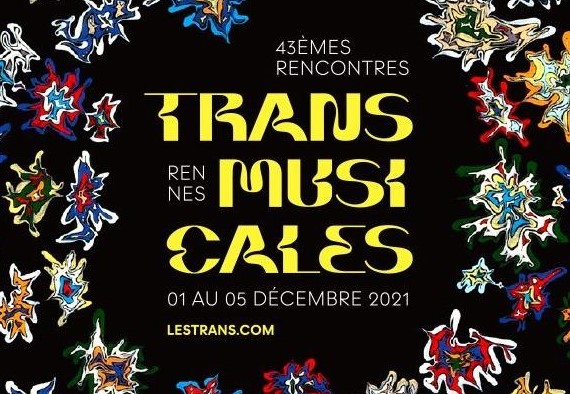 43ÈMES
RENCONTRES
TRANS
REN
NES
MUSI
CALES
01 AU 05 DÉCEMBRE 2021
LESTRANS.COM